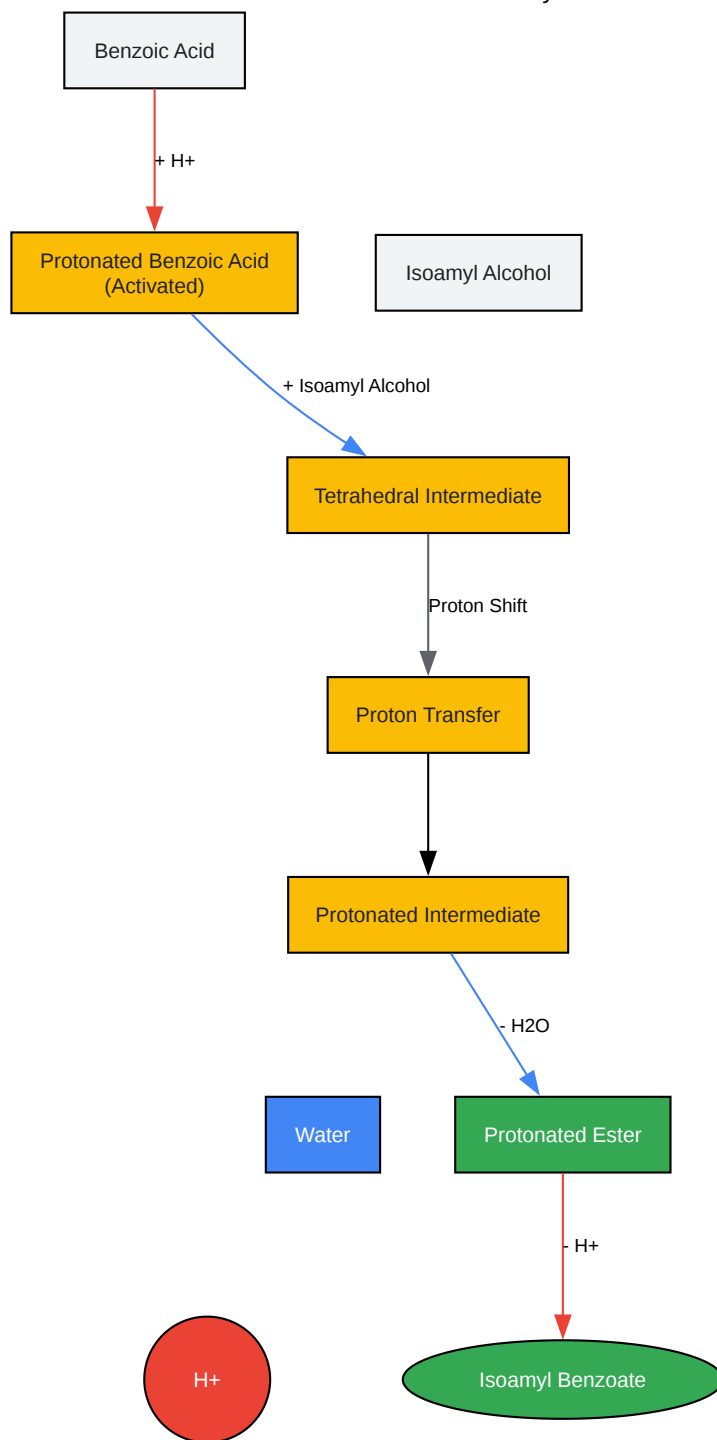 Benzoic Acid
+ H+
Protonated Benzoic Acid
(Activated)
Isoamyl Alcohol
+ Isoamyl Alcohol
Tetrahedral Intermediate
Proton Shift
Proton Transfer
Protonated Intermediate
- H2O
Water
Protonated Ester
- H+
H+
Isoamyl Benzoate